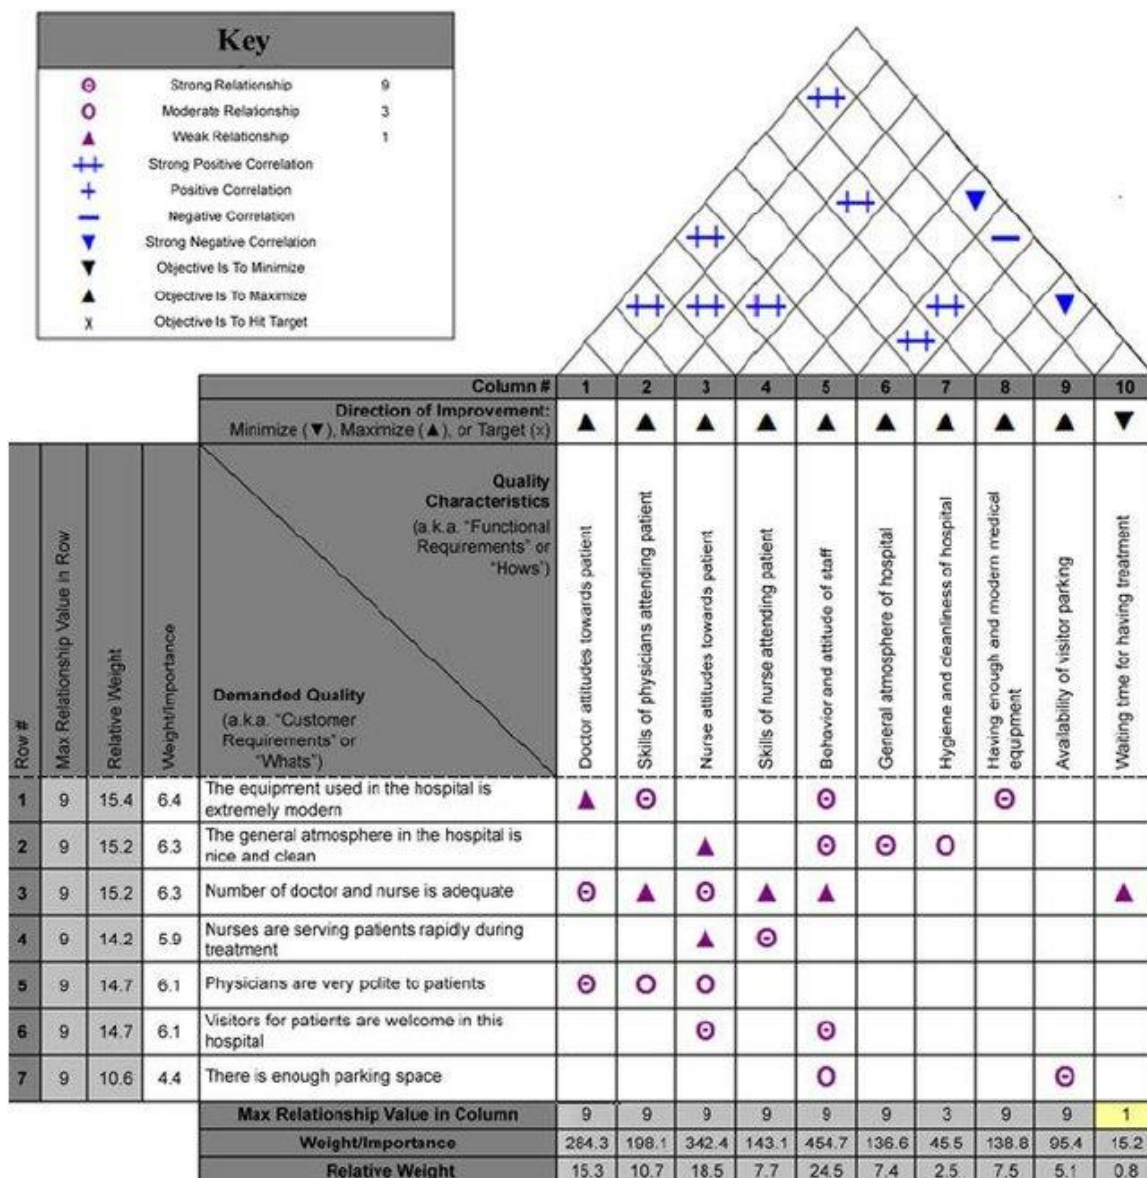 Key
Strong Relationship 9
Moderate Relationship 3
Weak Relationship 1
Strong Positive Correlation
Positive Correlation
Negative Correlation
Strong Negative Correlation
Objective Is To Minimize
Objective Is To Maximize
X Objective Is To Hit Target
Column # 1 2 3 4 5 6 7 8 9 10
Direction of Improvement:
Minimize (▼), Maximize (▲), or Target (x)
▲ ▲ ▲ ▲ ▲ ▲ ▲ ▲ ▲ ▼
Row #
Max Relationship Value in Row
Relative Weight
Weight/Importance
Quality
Characteristics
(a.k.a. "Functional
Requirements" or
"Hows")
Demanded Quality
(a.k.a. "Customer
Requirements" or
"Whats")
Doctor attitudes towards patient
Skills of physicians attending patient
Nurse attitudes towards patient
Skills of nurse attending patient
Behavior and attitude of staff
General atmosphere of hospital
Hygiene and cleanliness of hospital
Having enough and modern medical
equipment
Availability of visitor parking
Waiting time for having treatment
1 9 15.4 6.4 The equipment used in the hospital is
extremely modern
2 9 15.2 6.3 The general atmosphere in the hospital is
nice and clean
3 9 15.2 6.3 Number of doctor and nurse is adequate
4 9 14.2 5.9 Nurses are serving patients rapidly during
treatment
5 9 14.7 6.1 Physicians are very polite to patients
6 9 14.7 6.1 Visitors for patients are welcome in this
hospital
7 9 10.6 4.4 There is enough parking space
Max Relationship Value in Column 9 9 9 9 9 9 3 9 9 1
Weight/Importance 284.3 198.1 342.4 143.1 454.7 136.6 45.5 138.8 95.4 15.2
Relative Weight 15.3 10.7 18.5 7.7 24.5 7.4 2.5 7.5 5.1 0.8